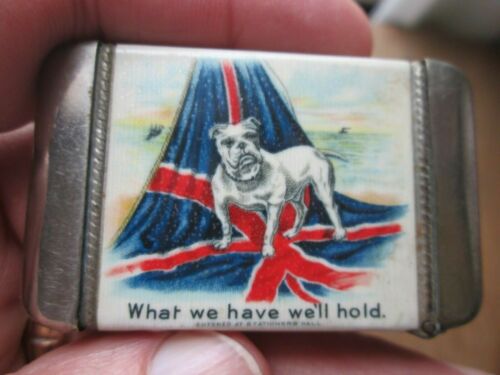 What we have we'll hold.
ENTERED AT STATIONERS HALL